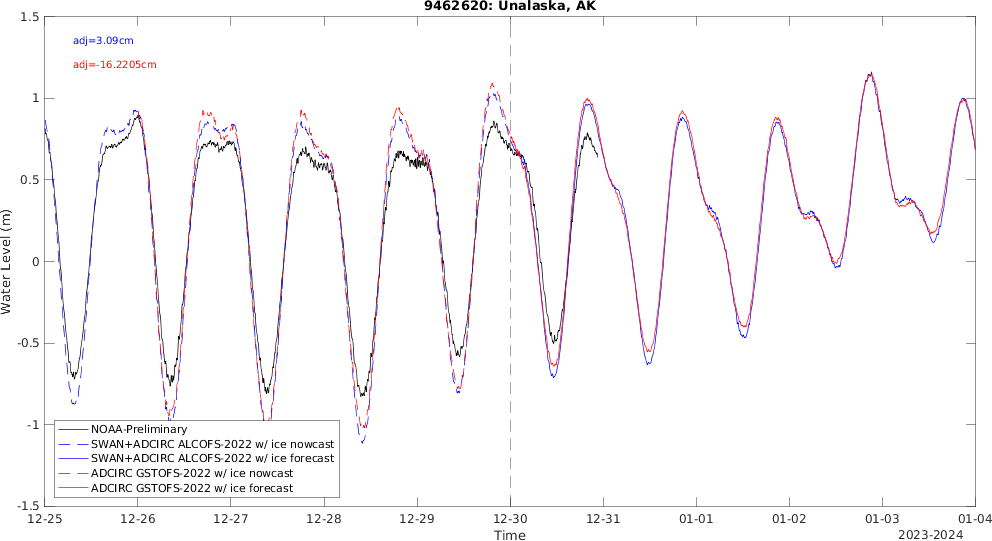 9462620: Unalaska, AK
1.5
adj=3.09cm
adj=-16.2205cm
1
0.5
0
-0.5
-1
-1.5
Water Level (m)
NOAA-Preliminary
SWAN+ADCIRC ALCOFS-2022 w/ ice nowcast
SWAN+ADCIRC ALCOFS-2022 w/ ice forecast
ADCIRC GSTOFS-2022 w/ ice nowcast
ADCIRC GSTOFS-2022 w/ ice forecast
12-25 12-26 12-27 12-28 12-29 12-30 12-31 01-01 01-02 01-03 01-04
Time
2023-2024